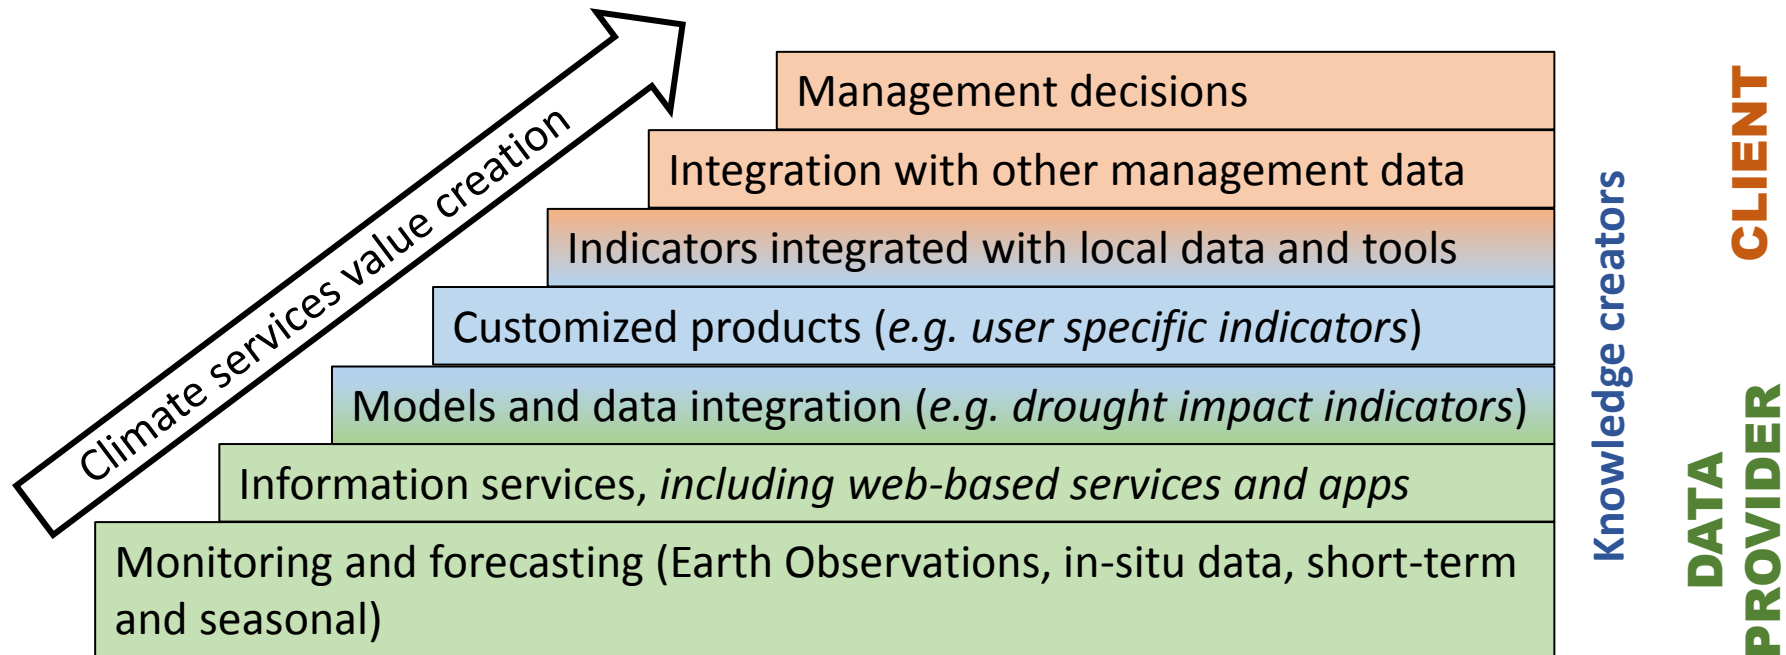 Climate services value creation
Management decisions
Integration with other management data
Indicators integrated with local data and tools
Customized products (e.g. user specific indicators)
Models and data integration (e.g. drought impact indicators)
Information services, including web-based services and apps
Monitoring and forecasting (Earth Observations, in-situ data, short-term
and seasonal)
Knowledge creators
CLIENT
DATA
PROVIDER